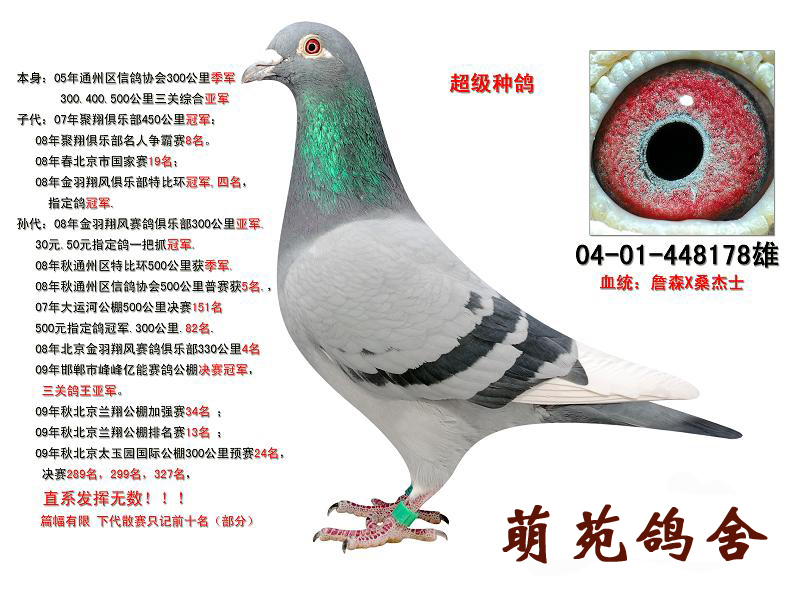 本身：05年通州区信鸽协会300公里季军
300.400.500公里三关综合亚军
子代：07年聚翔俱乐部450公里冠军；
08年聚翔俱乐部名人争霸赛8名。
08年春北京市国家赛19名；
08年金羽翔风俱乐部特比环冠军.四名，
指定鸽冠军.
孙代：08年金羽翔风赛鸽俱乐部300公里亚军.
30元.50元指定鸽一把抓冠军.
08年秋通州区特比环500公里获季军.
08年秋通州区信鸽协会500公里普赛获5名.，
07年大运河公棚500公里决赛151名
500元指定鸽冠军.300公里.82名.
08年北京金羽翔风赛鸽俱乐部330公里4名
09年邯郸市峰峰亿能赛鸽公棚决赛冠军，
三关鸽王亚军。
09年秋北京兰翔公棚加强赛34名 ；
09年秋北京兰翔公棚排名赛13名 ；
09年秋北京太玉园国际公棚300公里预赛24名，
决赛289名，299名，327名，
直系发挥无数！！！
篇幅有限 下代散赛只记前十名（部分）
超级种鸽
04-01-448178雄
血统：詹森X桑杰士
萌苑鸽舍